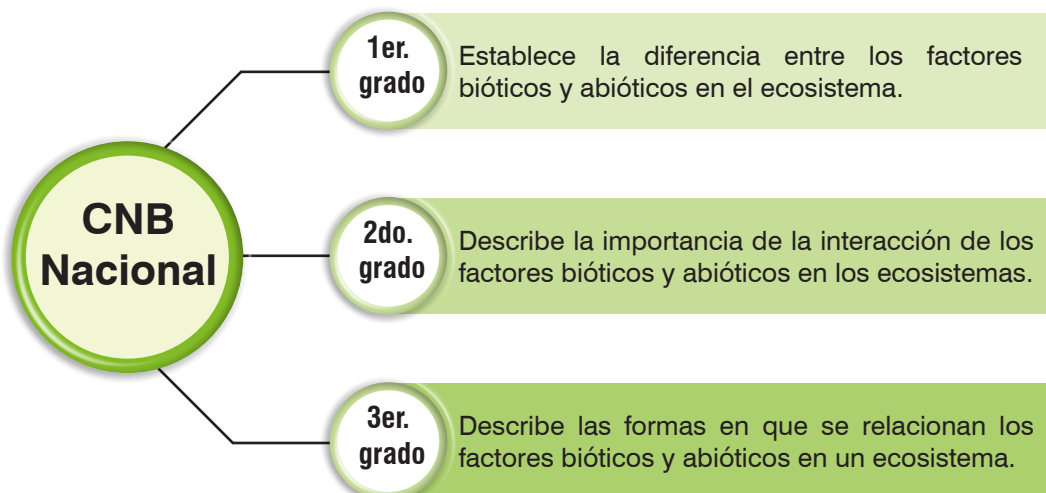 CNB
Nacional
1er.
grado
Establece la diferencia entre los factores
bióticos y abióticos en el ecosistema.
2do.
grado
Describe la importancia de la interacción de los
factores bióticos y abióticos en los ecosistemas.
3er.
grado
Describe las formas en que se relacionan los
factores bióticos y abióticos en un ecosistema.